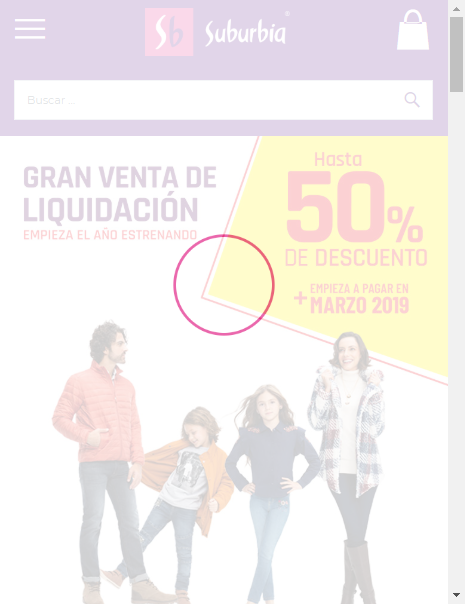 Sb Suburbia®
Buscar ...
GRAN VENTA DE
LIQUIDACIÓN
EMPIEZA EL AÑO ESTRENANDO
Hasta
50%
DE DESCUENTO
+ EMPIEZA A PAGAR EN
MARZO 2019